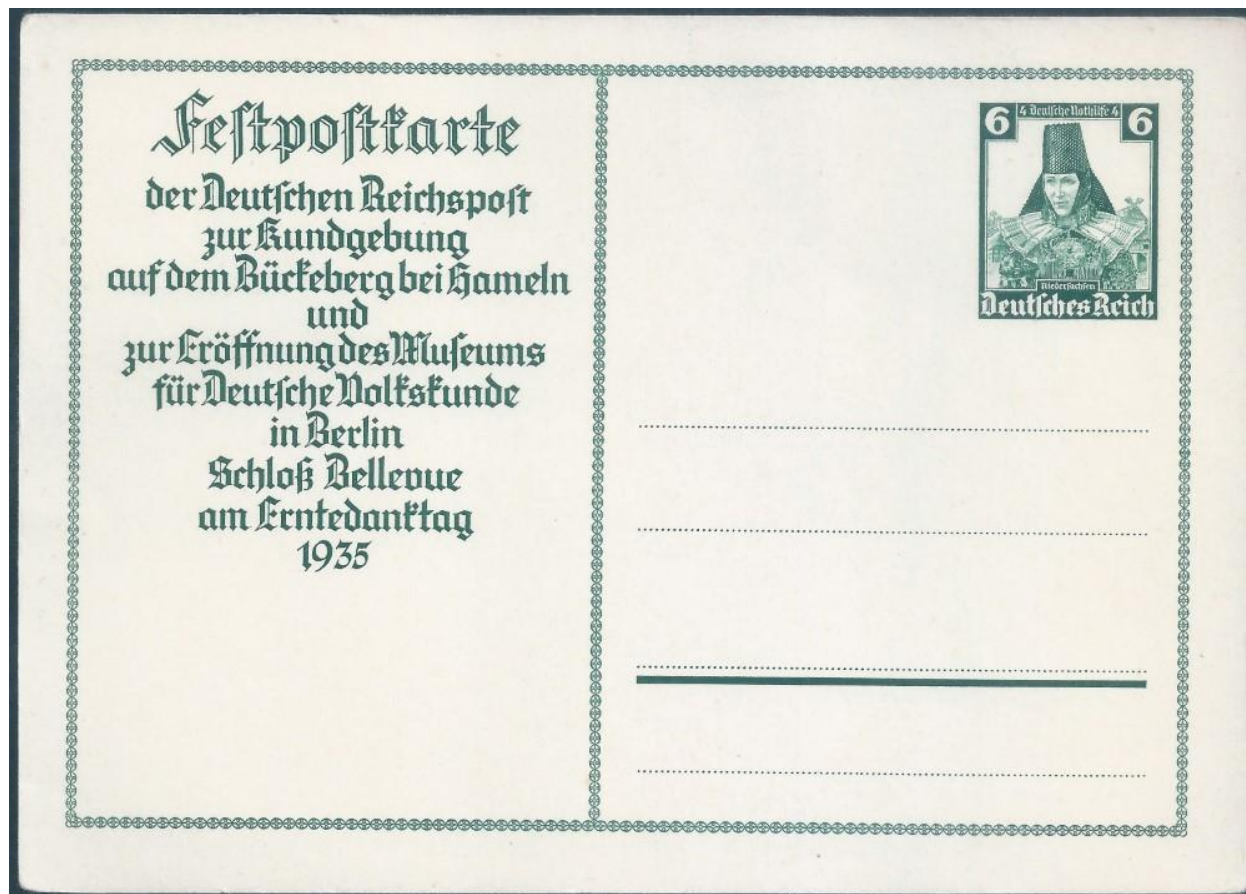 Festpostkarte
der Deutschen Reichspost
zur Kundgebung
auf dem Bückeberg bei Hameln
und
zur Eröffnung des Museums
für Deutsche Volkskunde
in Berlin
Schloß Bellevue
am Erntedanktag
1935
6 4 Deutsche Nothilfe 4 6
Niedersachsen
Deutsches Reich